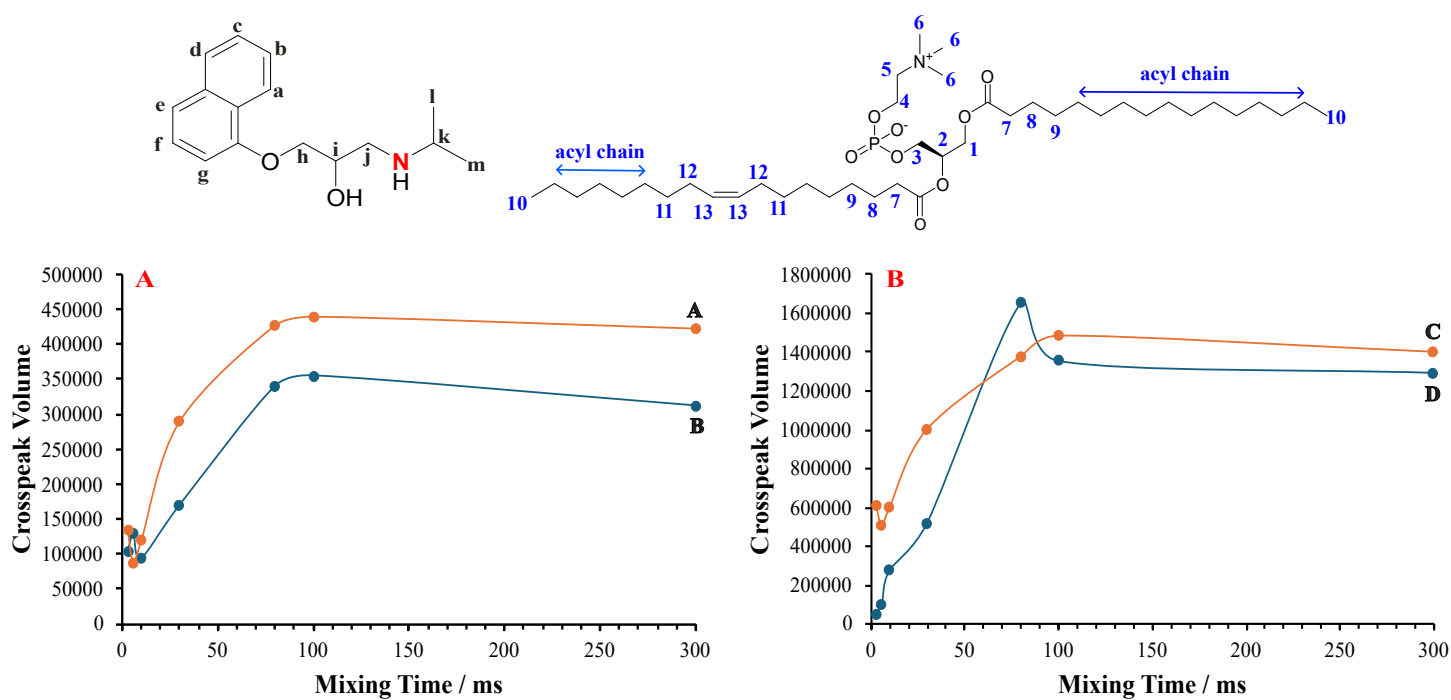 c
d
b
e
a
f
g
O
h
i
j
OH
N
H
k
l
m
6
6
N+
6
5
4
O
O-
P
O
O
3
2
1
O
O
O
O
7
8
9
acyl chain
10
acyl chain
10
11
12
13
13
12
11
9
8
7
A
500000
450000
400000
350000
300000
250000
200000
150000
100000
50000
0
Crosspeak Volume
A
B
0 50 100 150 200 250 300
Mixing Time / ms
B
1800000
1600000
1400000
1200000
1000000
800000
600000
400000
200000
0
Crosspeak Volume
C
D
0 50 100 150 200 250 300
Mixing Time / ms